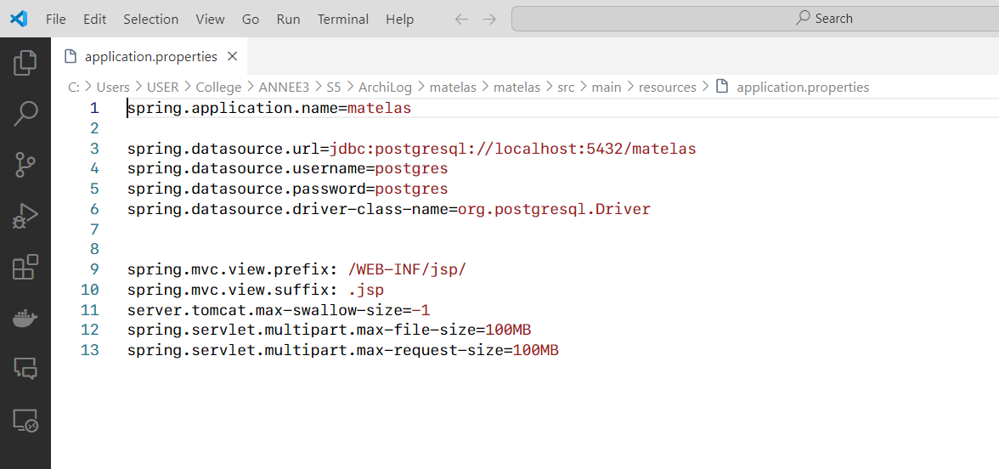 File Edit Selection View Go Run Terminal Help Search
application.properties
C: Users USER College ANNEE3 S5 ArchiLog matelas matelas src main resources application.properties
1 spring.application.name=matelas
2
3 spring.datasource.url=jdbc:postgresql://localhost:5432/matelas
4 spring.datasource.username=postgres
5 spring.datasource.password=postgres
6 spring.datasource.driver-class-name=org.postgresql.Driver
7
8
9 spring.mvc.view.prefix: /WEB-INF/jsp/
10 spring.mvc.view.suffix: .jsp
11 server.tomcat.max-swallow-size=-1
12 spring.servlet.multipart.max-file-size=100MB
13 spring.servlet.multipart.max-request-size=100MB